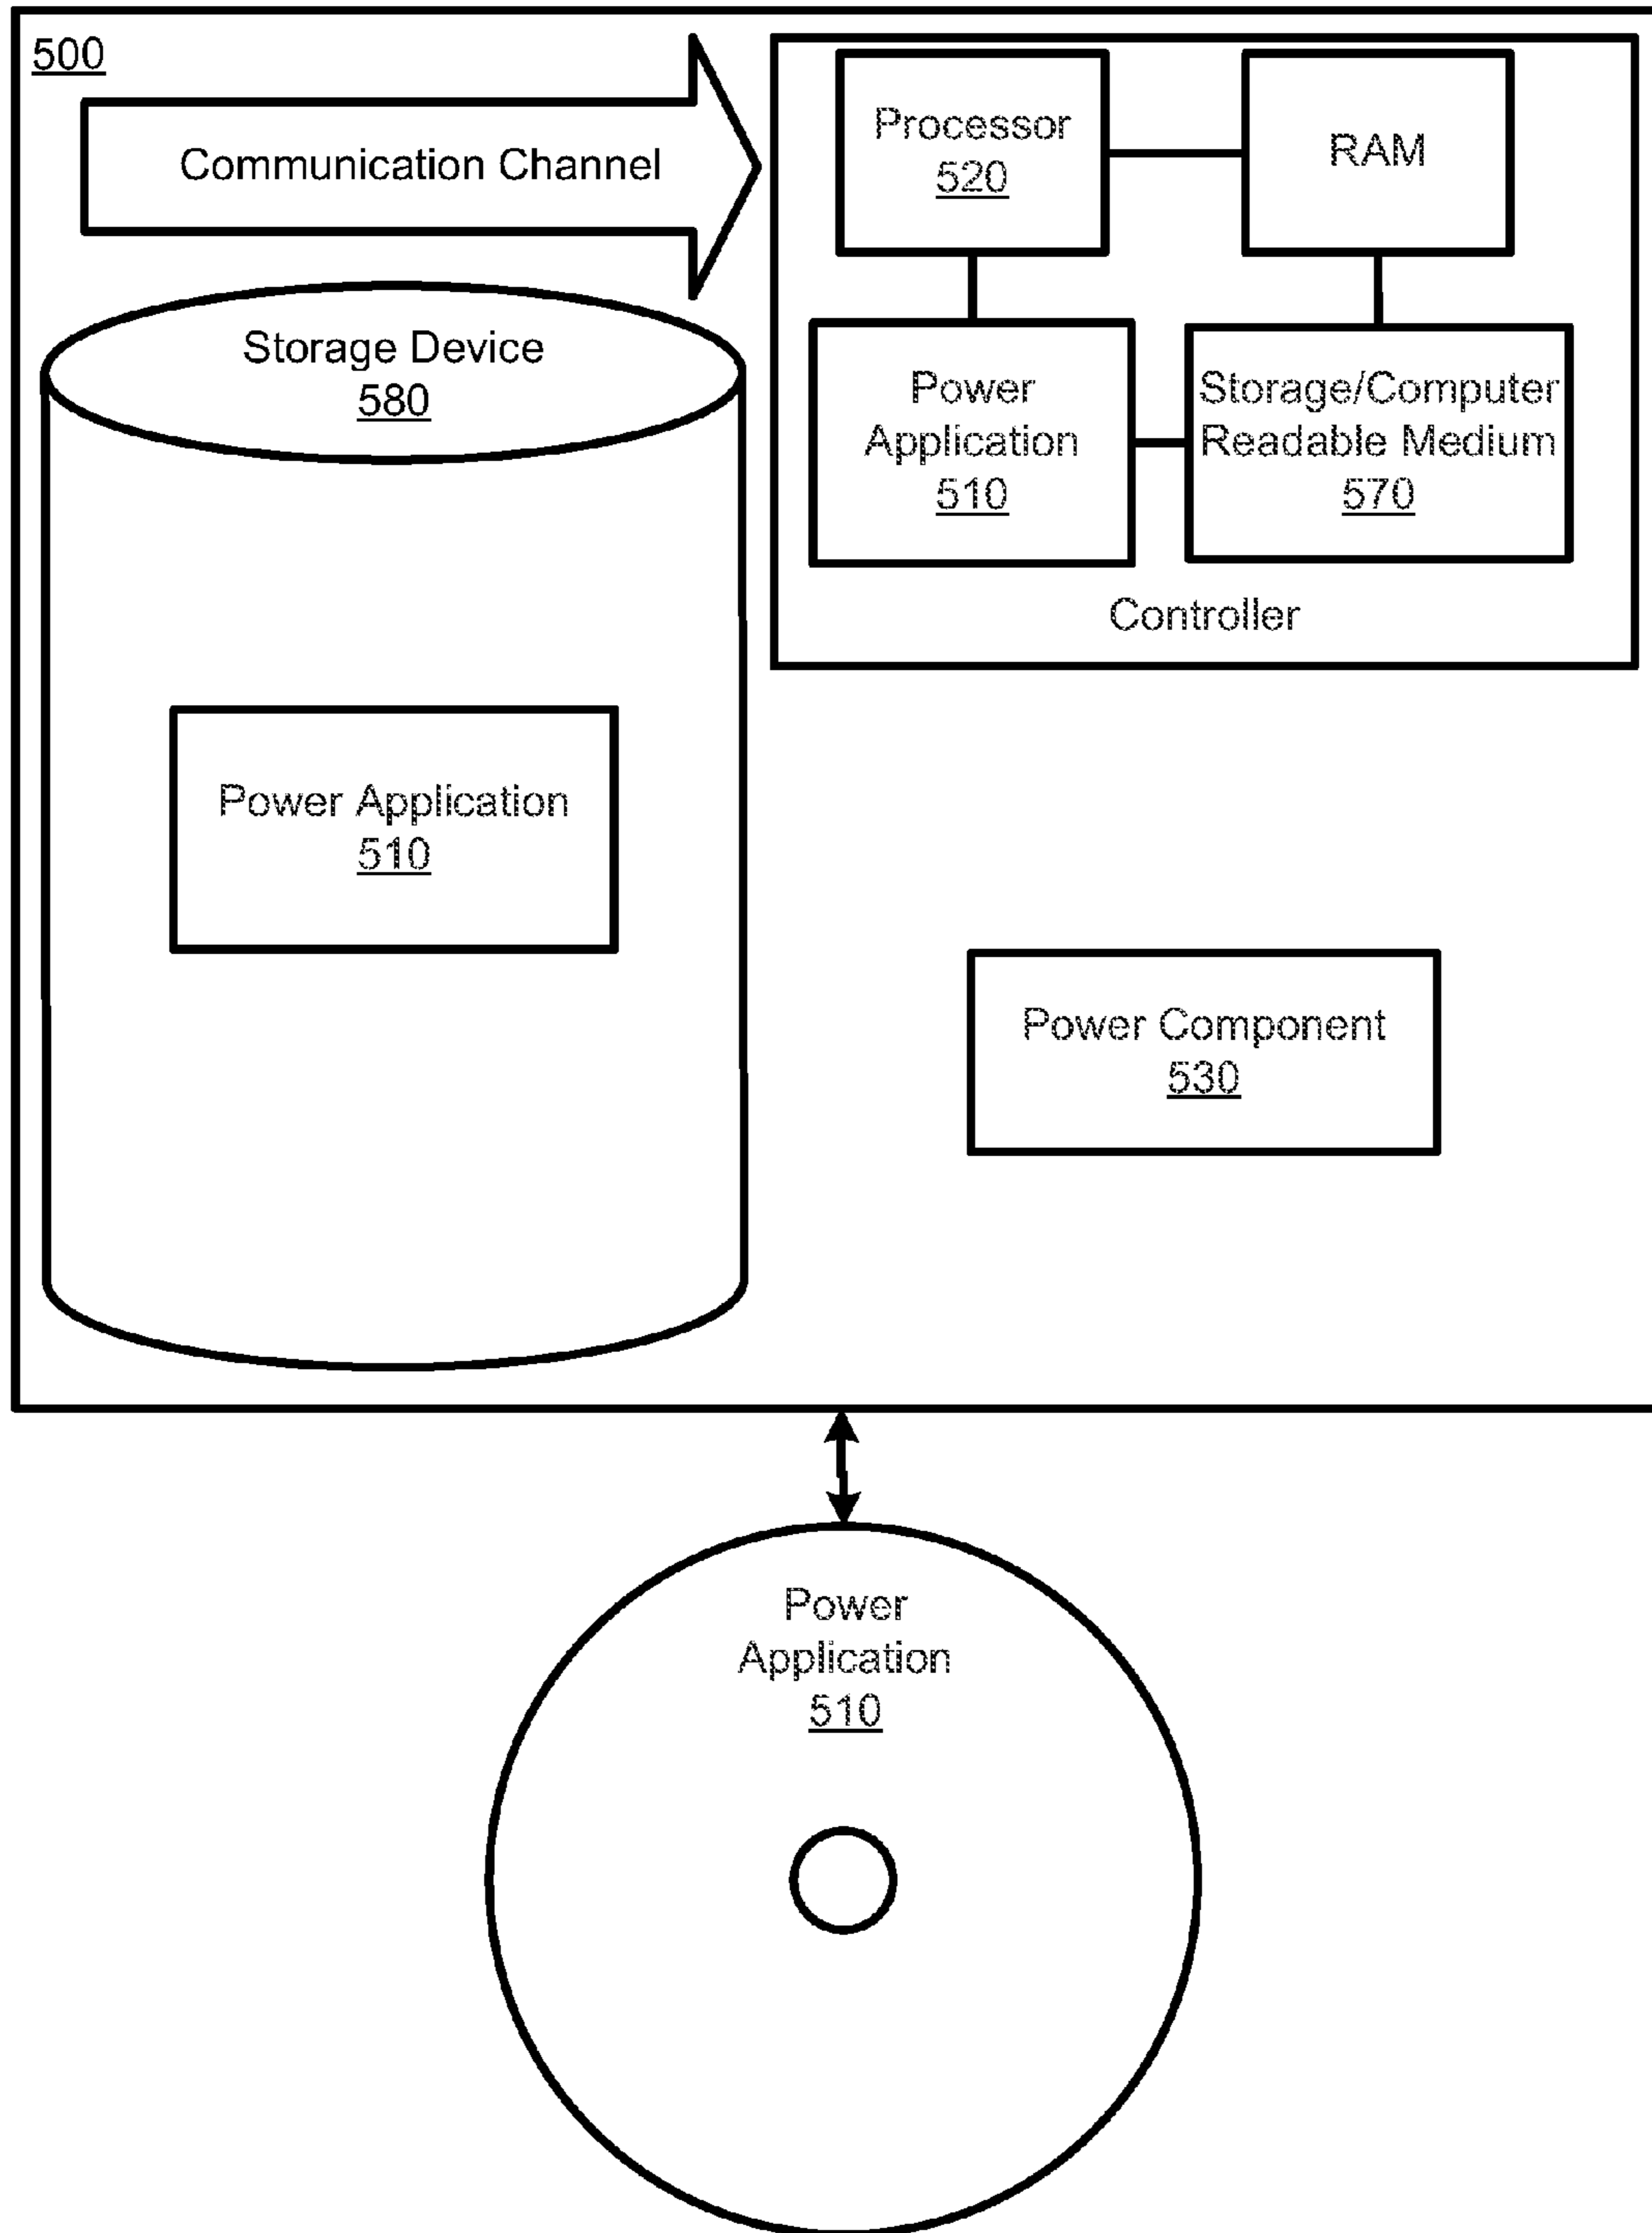 500
Communication Channel
Processor
520
RAM
Storage Device
580
Power
Application
510
Storage/Computer
Readable Medium
570
Controller
Power Application
510
Power Component
530
Power
Application
510